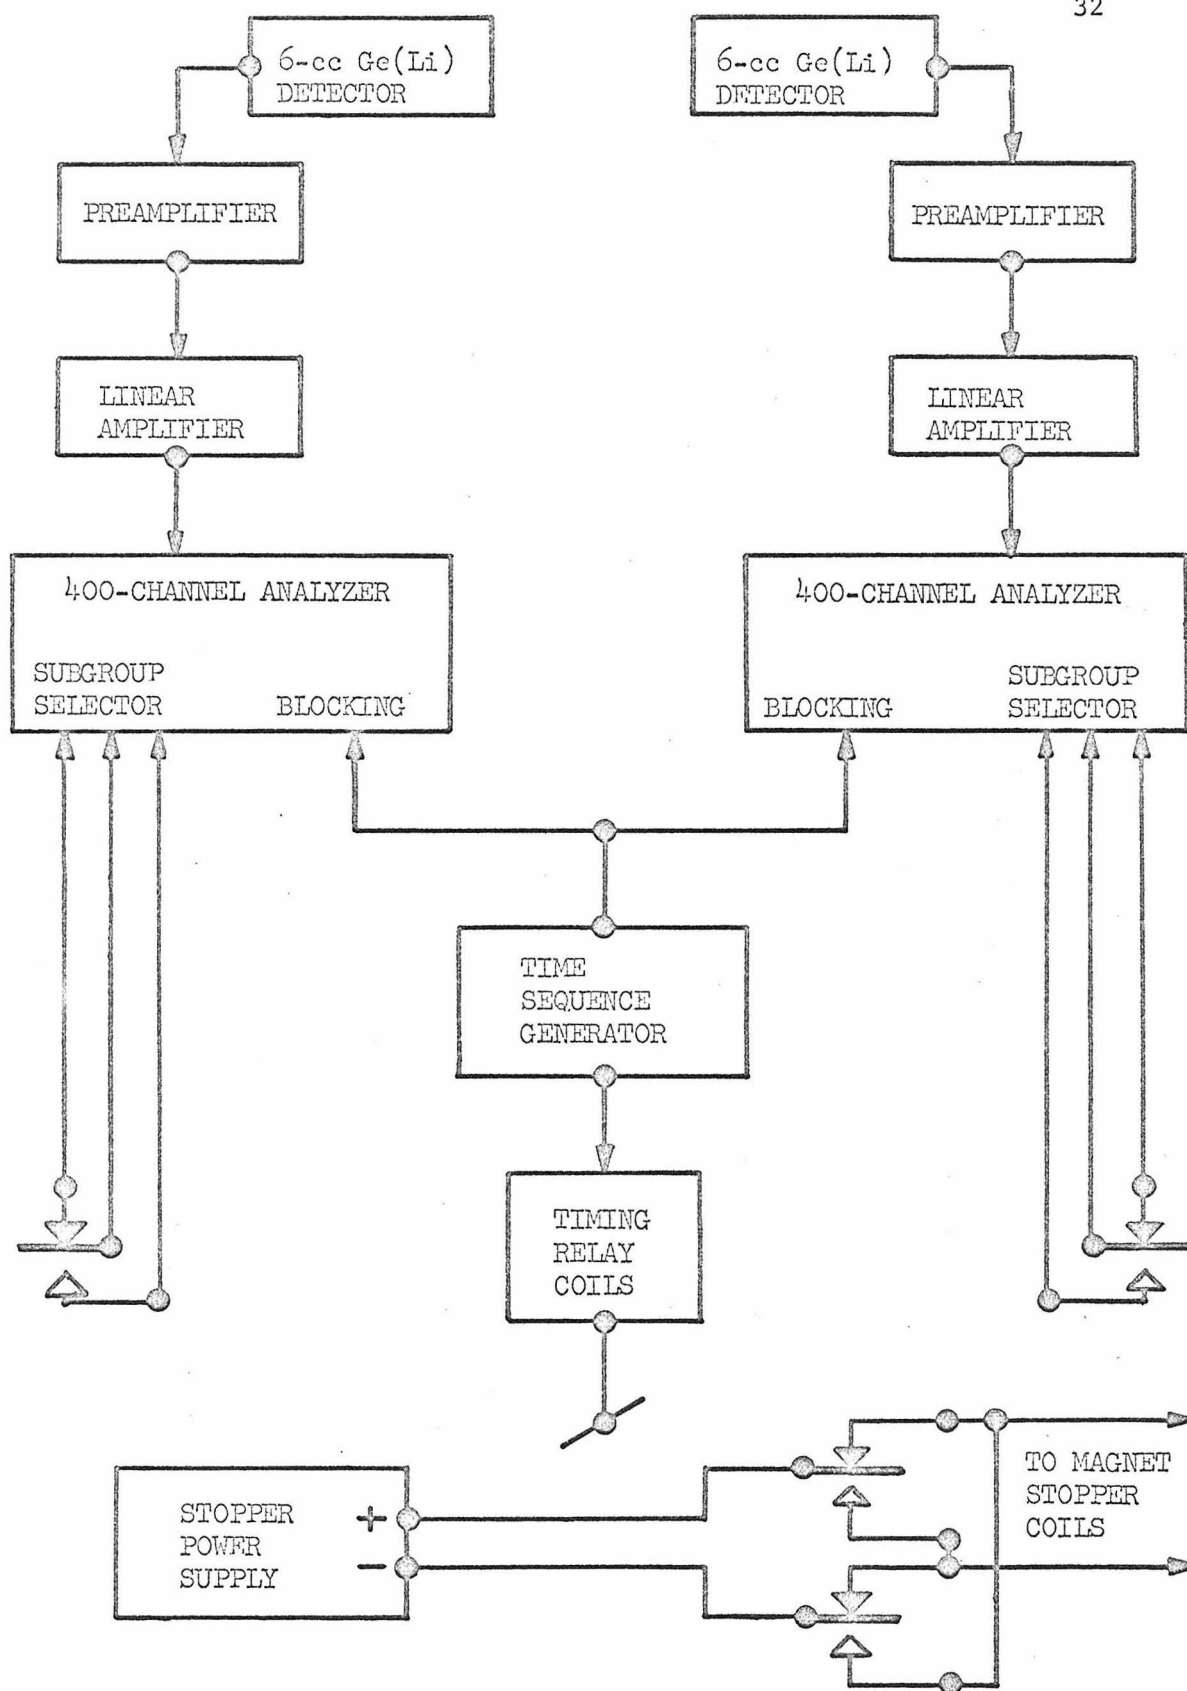 32
6-cc Ge(Li)
DETECTOR
6-cc Ge(Li)
DETECTOR
PREAMPLIFIER
PREAMPLIFIER
LINEAR
AMPLIFIER
LINEAR
AMPLIFIER
400-CHANNEL ANALYZER
SUBGROUP
SELECTOR
BLOCKING
400-CHANNEL ANALYZER
BLOCKING
SUBGROUP
SELECTOR
TIME
SEQUENCE
GENERATOR
TIMING
RELAY
COILS
STOPPER
POWER
SUPPLY
+
-
TO MAGNET
STOPPER
COILS